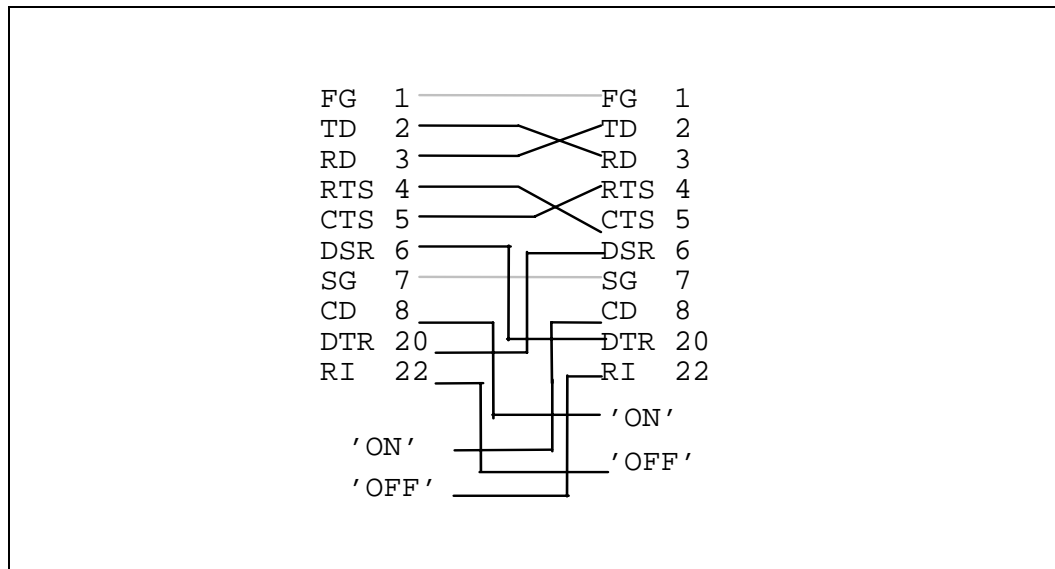 FG 1 FG 1
TD 2 TD 2
RD 3 RD 3
RTS 4 RTS 4
CTS 5 CTS 5
DSR 6 DSR 6
SG 7 SG 7
CD 8 CD 8
DTR 20 DTR 20
RI 22 RI 22
'ON'
'ON'
'OFF'
'OFF'